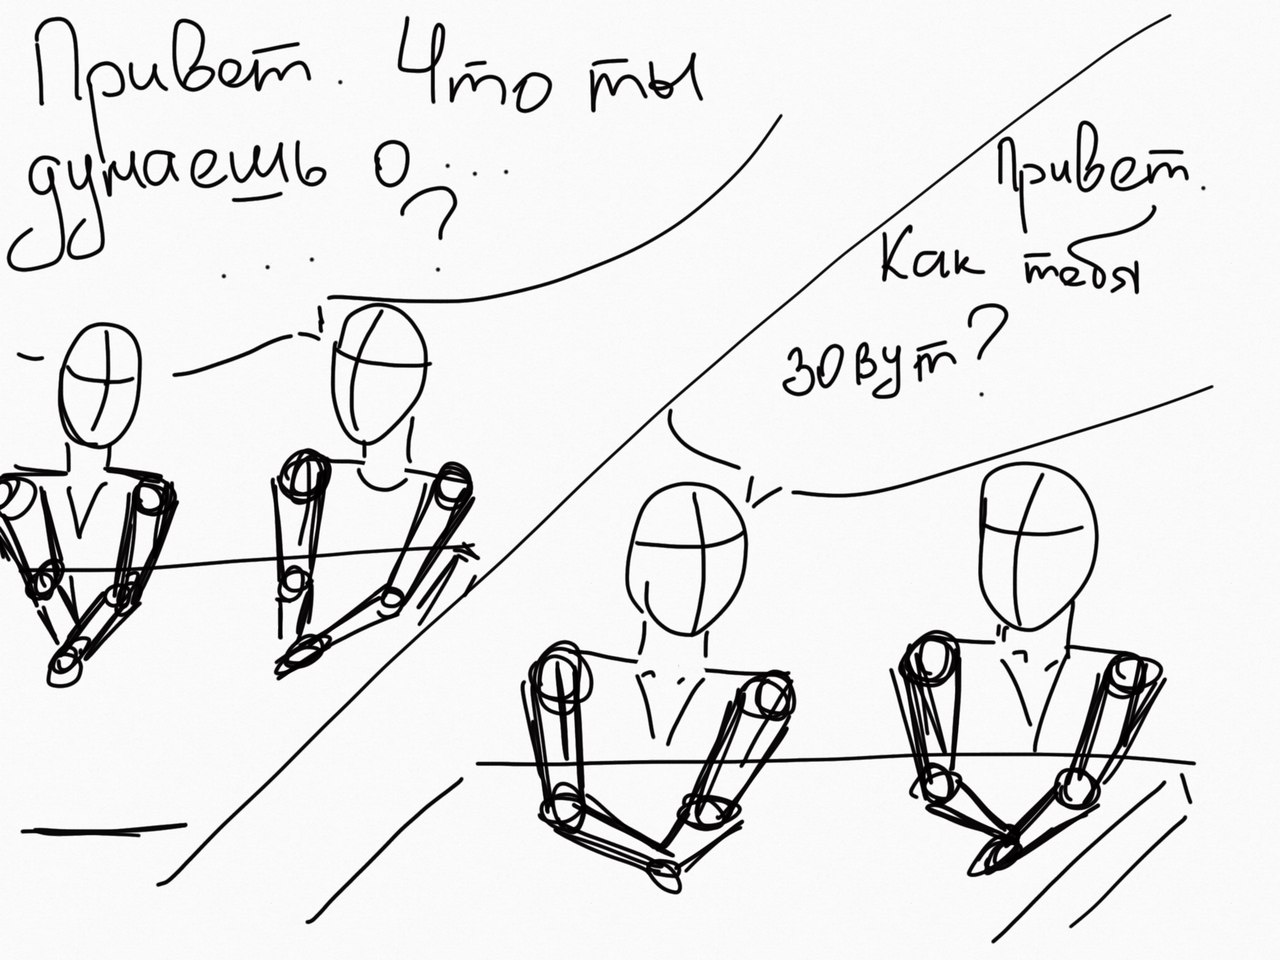 Привет. Что ты
думаешь о...
?
Привет.
Как тебя
зовут?